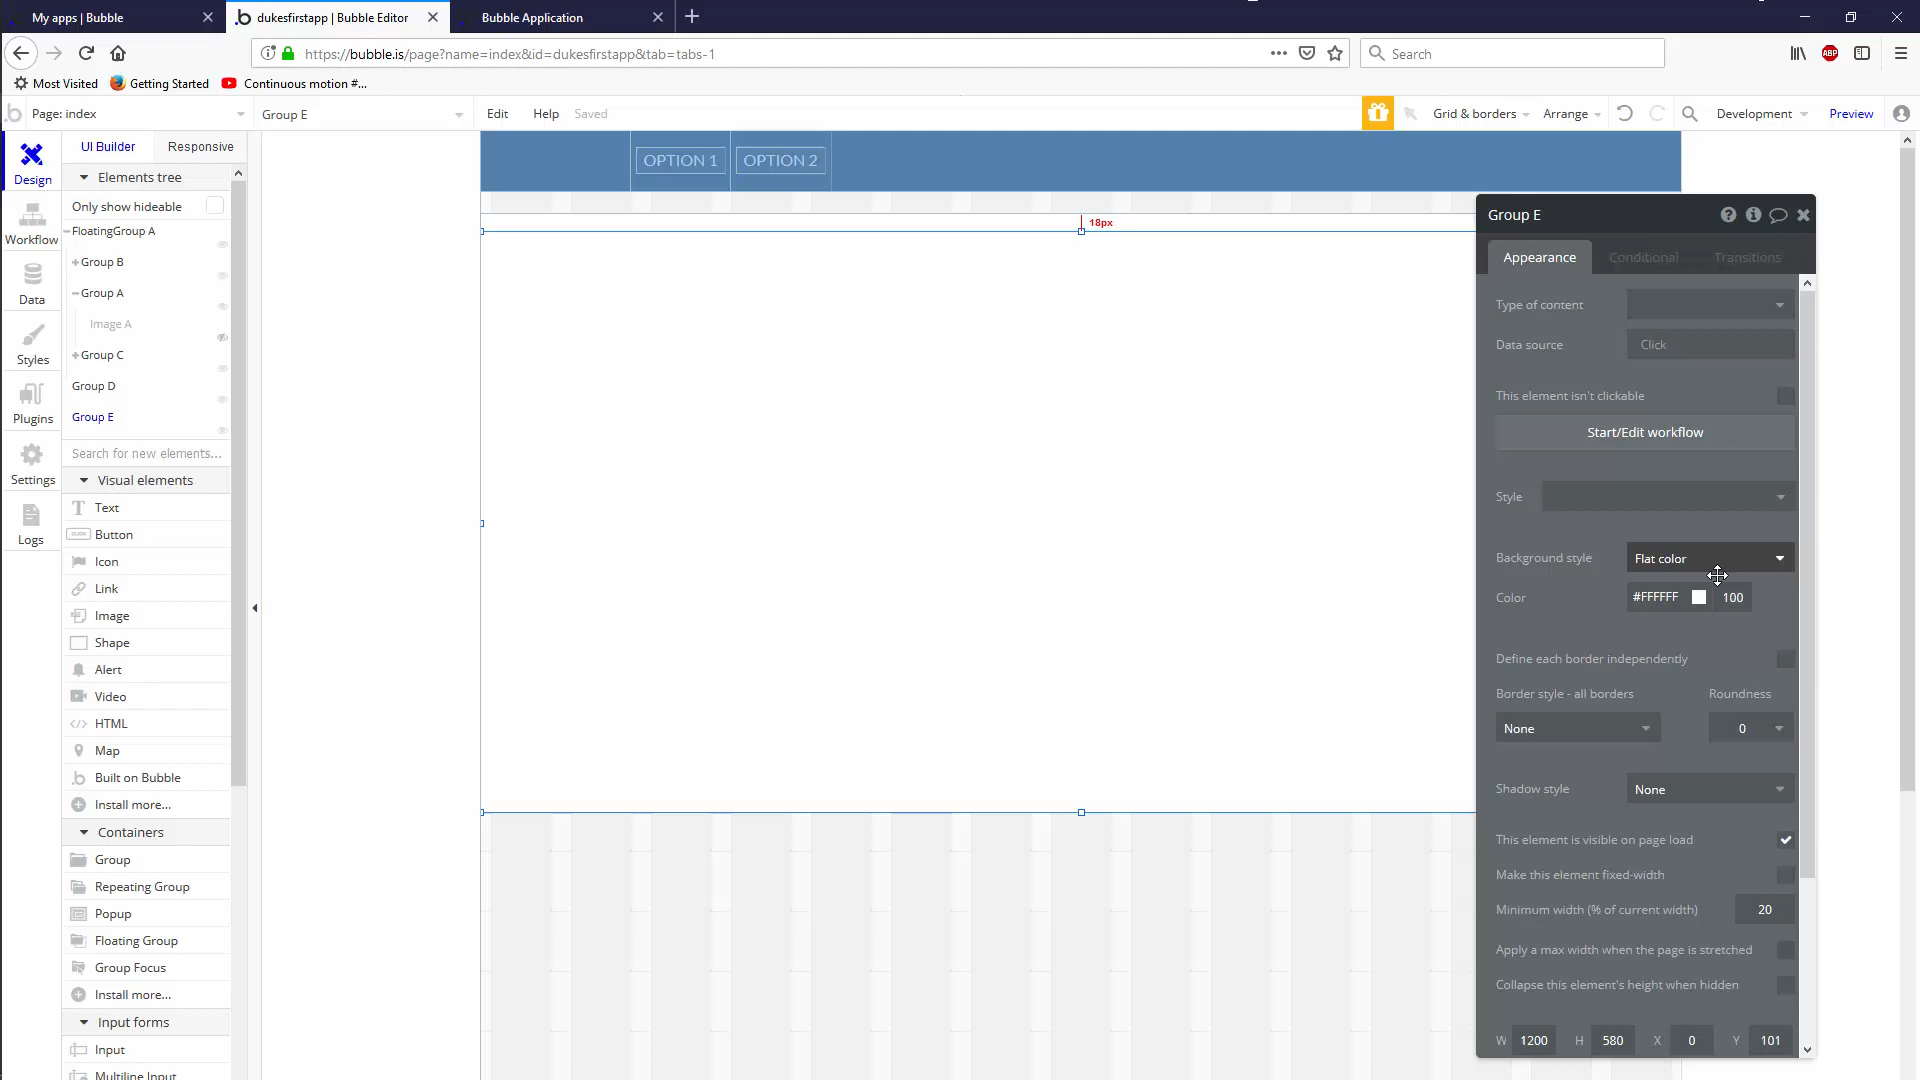 My apps | Bubble
dukesfirstapp | Bubble Editor
Bubble Application
https://bubble.is/page?name=index&id=dukesfirstapp&tab=tabs-1
Search
ABP
Most Visited
Getting Started
Continuous motion #...
Page: index
Group E
Edit
Help
Saved
Grid & borders
Arrange
Development
Preview
Design
Workflow
Data
Styles
Plugins
Settings
Logs
UI Builder
Responsive
Elements tree
Only show hideable
FloatingGroup A
Group B
Group A
Image A
Group C
Group D
Group E
Search for new elements...
Visual elements
Text
Button
Icon
Link
Image
Shape
Alert
Video
HTML
Map
Built on Bubble
Install more...
Containers
Group
Repeating Group
Popup
Floating Group
Group Focus
Install more...
Input forms
Input
Multiline Input
OPTION 1
OPTION 2
18px
Group E
Appearance
Conditional
Transitions
Type of content
Data source
Click
This element isn't clickable
Start/Edit workflow
Style
Background style
Flat color
Color
#FFFFFF
100
Define each border independently
Border style - all borders
Roundness
None
0
Shadow style
None
This element is visible on page load
Make this element fixed-width
Minimum width (% of current width)
20
Apply a max width when the page is stretched
Collapse this element's height when hidden
W 1200 H 580 X 0 Y 101